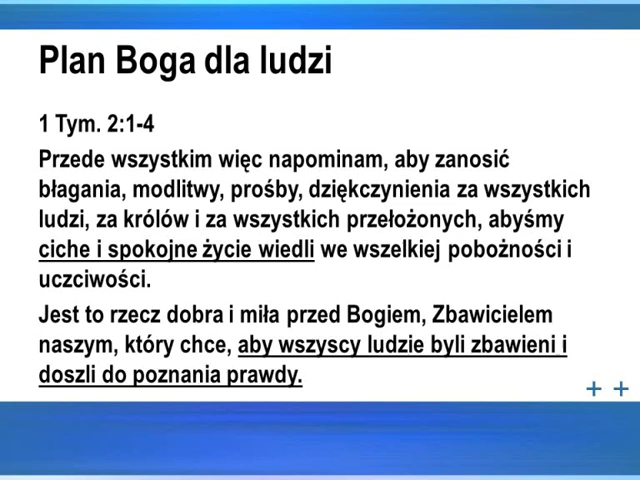 Plan Boga dla ludzi
1 Tym. 2:1-4
Przede wszystkim więc napominam, aby zanosić
błagania, modlitwy, prośby, dziękczynienia za wszystkich
ludzi, za królów i za wszystkich przełożonych, abyśmy
ciche i spokojne życie wiedli we wszelkiej pobożności i
uczciwości.
Jest to rzecz dobra i miła przed Bogiem, Zbawicielem
naszym, który chce, aby wszyscy ludzie byli zbawieni i
doszli do poznania prawdy.
+ +